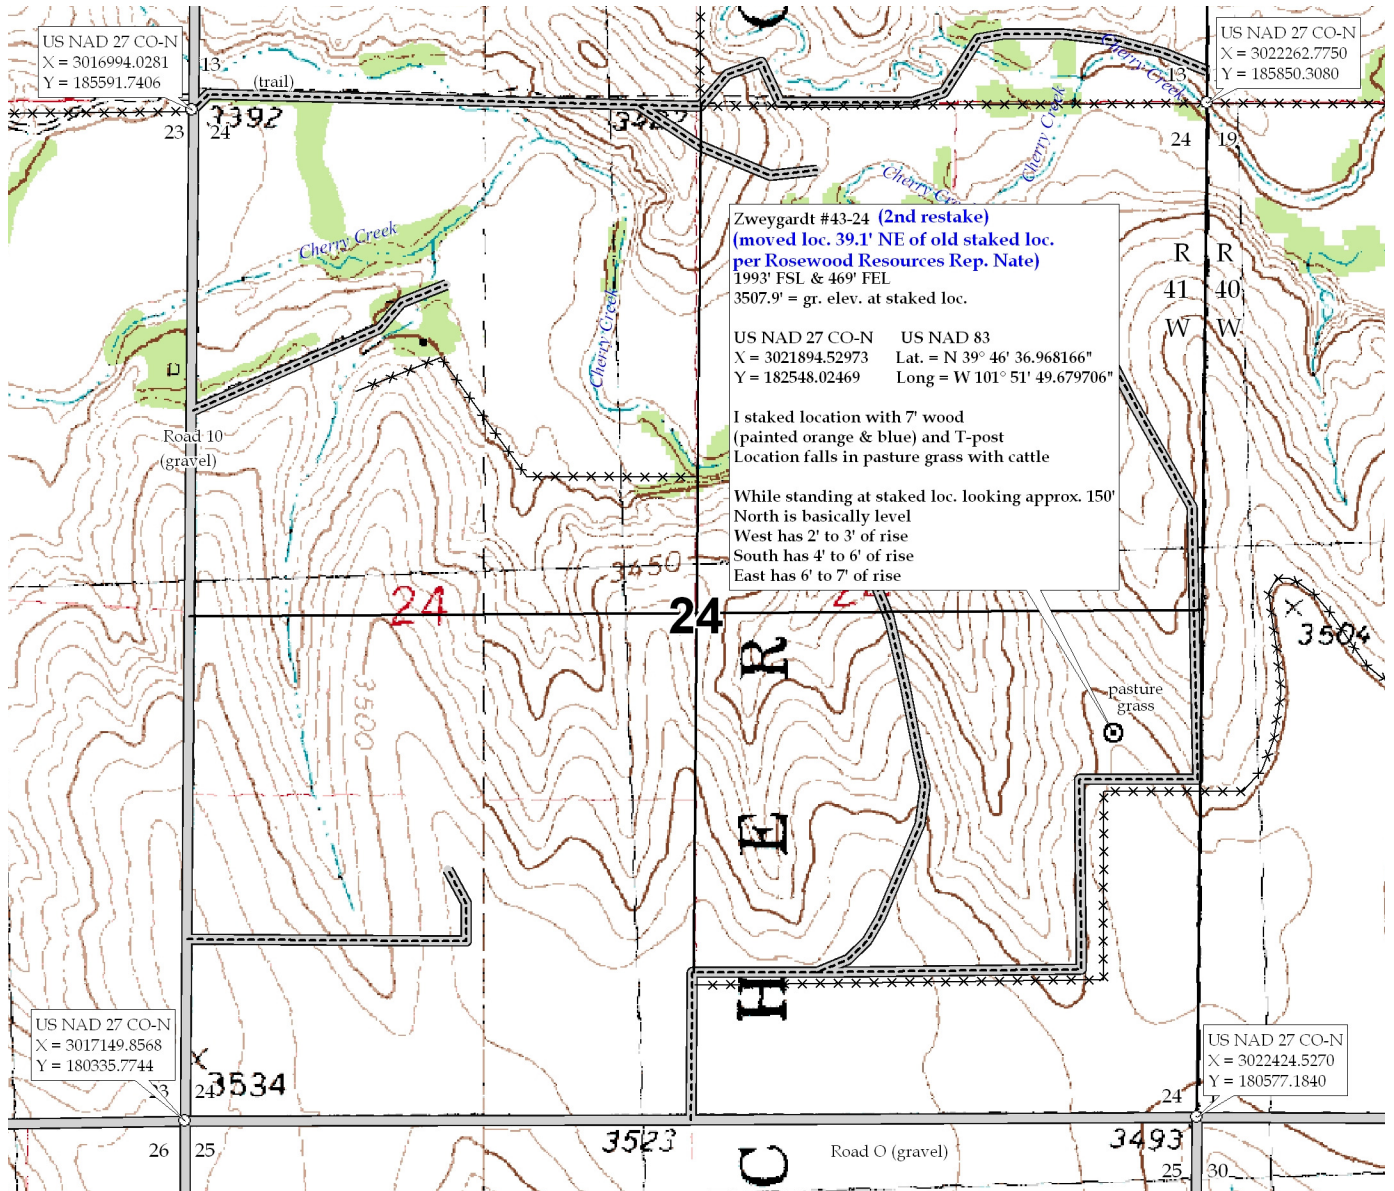 US NAD 27 CO-N
X = 3016994.0281
Y = 185591.7406
US NAD 27 CO-N
X = 3022262.7750
Y = 185850.3080
13
(trail)
13
Cherry Creek
3392
23
24
24
19
Cherry Creek
Cherry Creek
Cherry Creek
R
R
41
40
W
W
Zweygardt #43-24 (2nd restake)
(moved loc. 39.1' NE of old staked loc.
per Rosewood Resources Rep. Nate)
1993' FSL & 469' FEL
3507.9' = gr. elev. at staked loc.
US NAD 27 CO-N US NAD 83
X = 3021894.52973 Lat. = N 39° 46' 36.968166"
Y = 182548.02469 Long = W 101° 51' 49.679706"
I staked location with 7' wood
(painted orange & blue) and T-post
Location falls in pasture grass with cattle
While standing at staked loc. looking approx. 150'
North is basically level
West has 2' to 3' of rise
South has 4' to 6' of rise
East has 6' to 7' of rise
Road 10
(gravel)
3450
24
24
3504
R
3500
pasture
grass
E
H
C
US NAD 27 CO-N
X = 3017149.8568
Y = 180335.7744
US NAD 27 CO-N
X = 3022424.5270
Y = 180577.1840
23
24
3534
24
26
25
3523
Road O (gravel)
3493
25
30